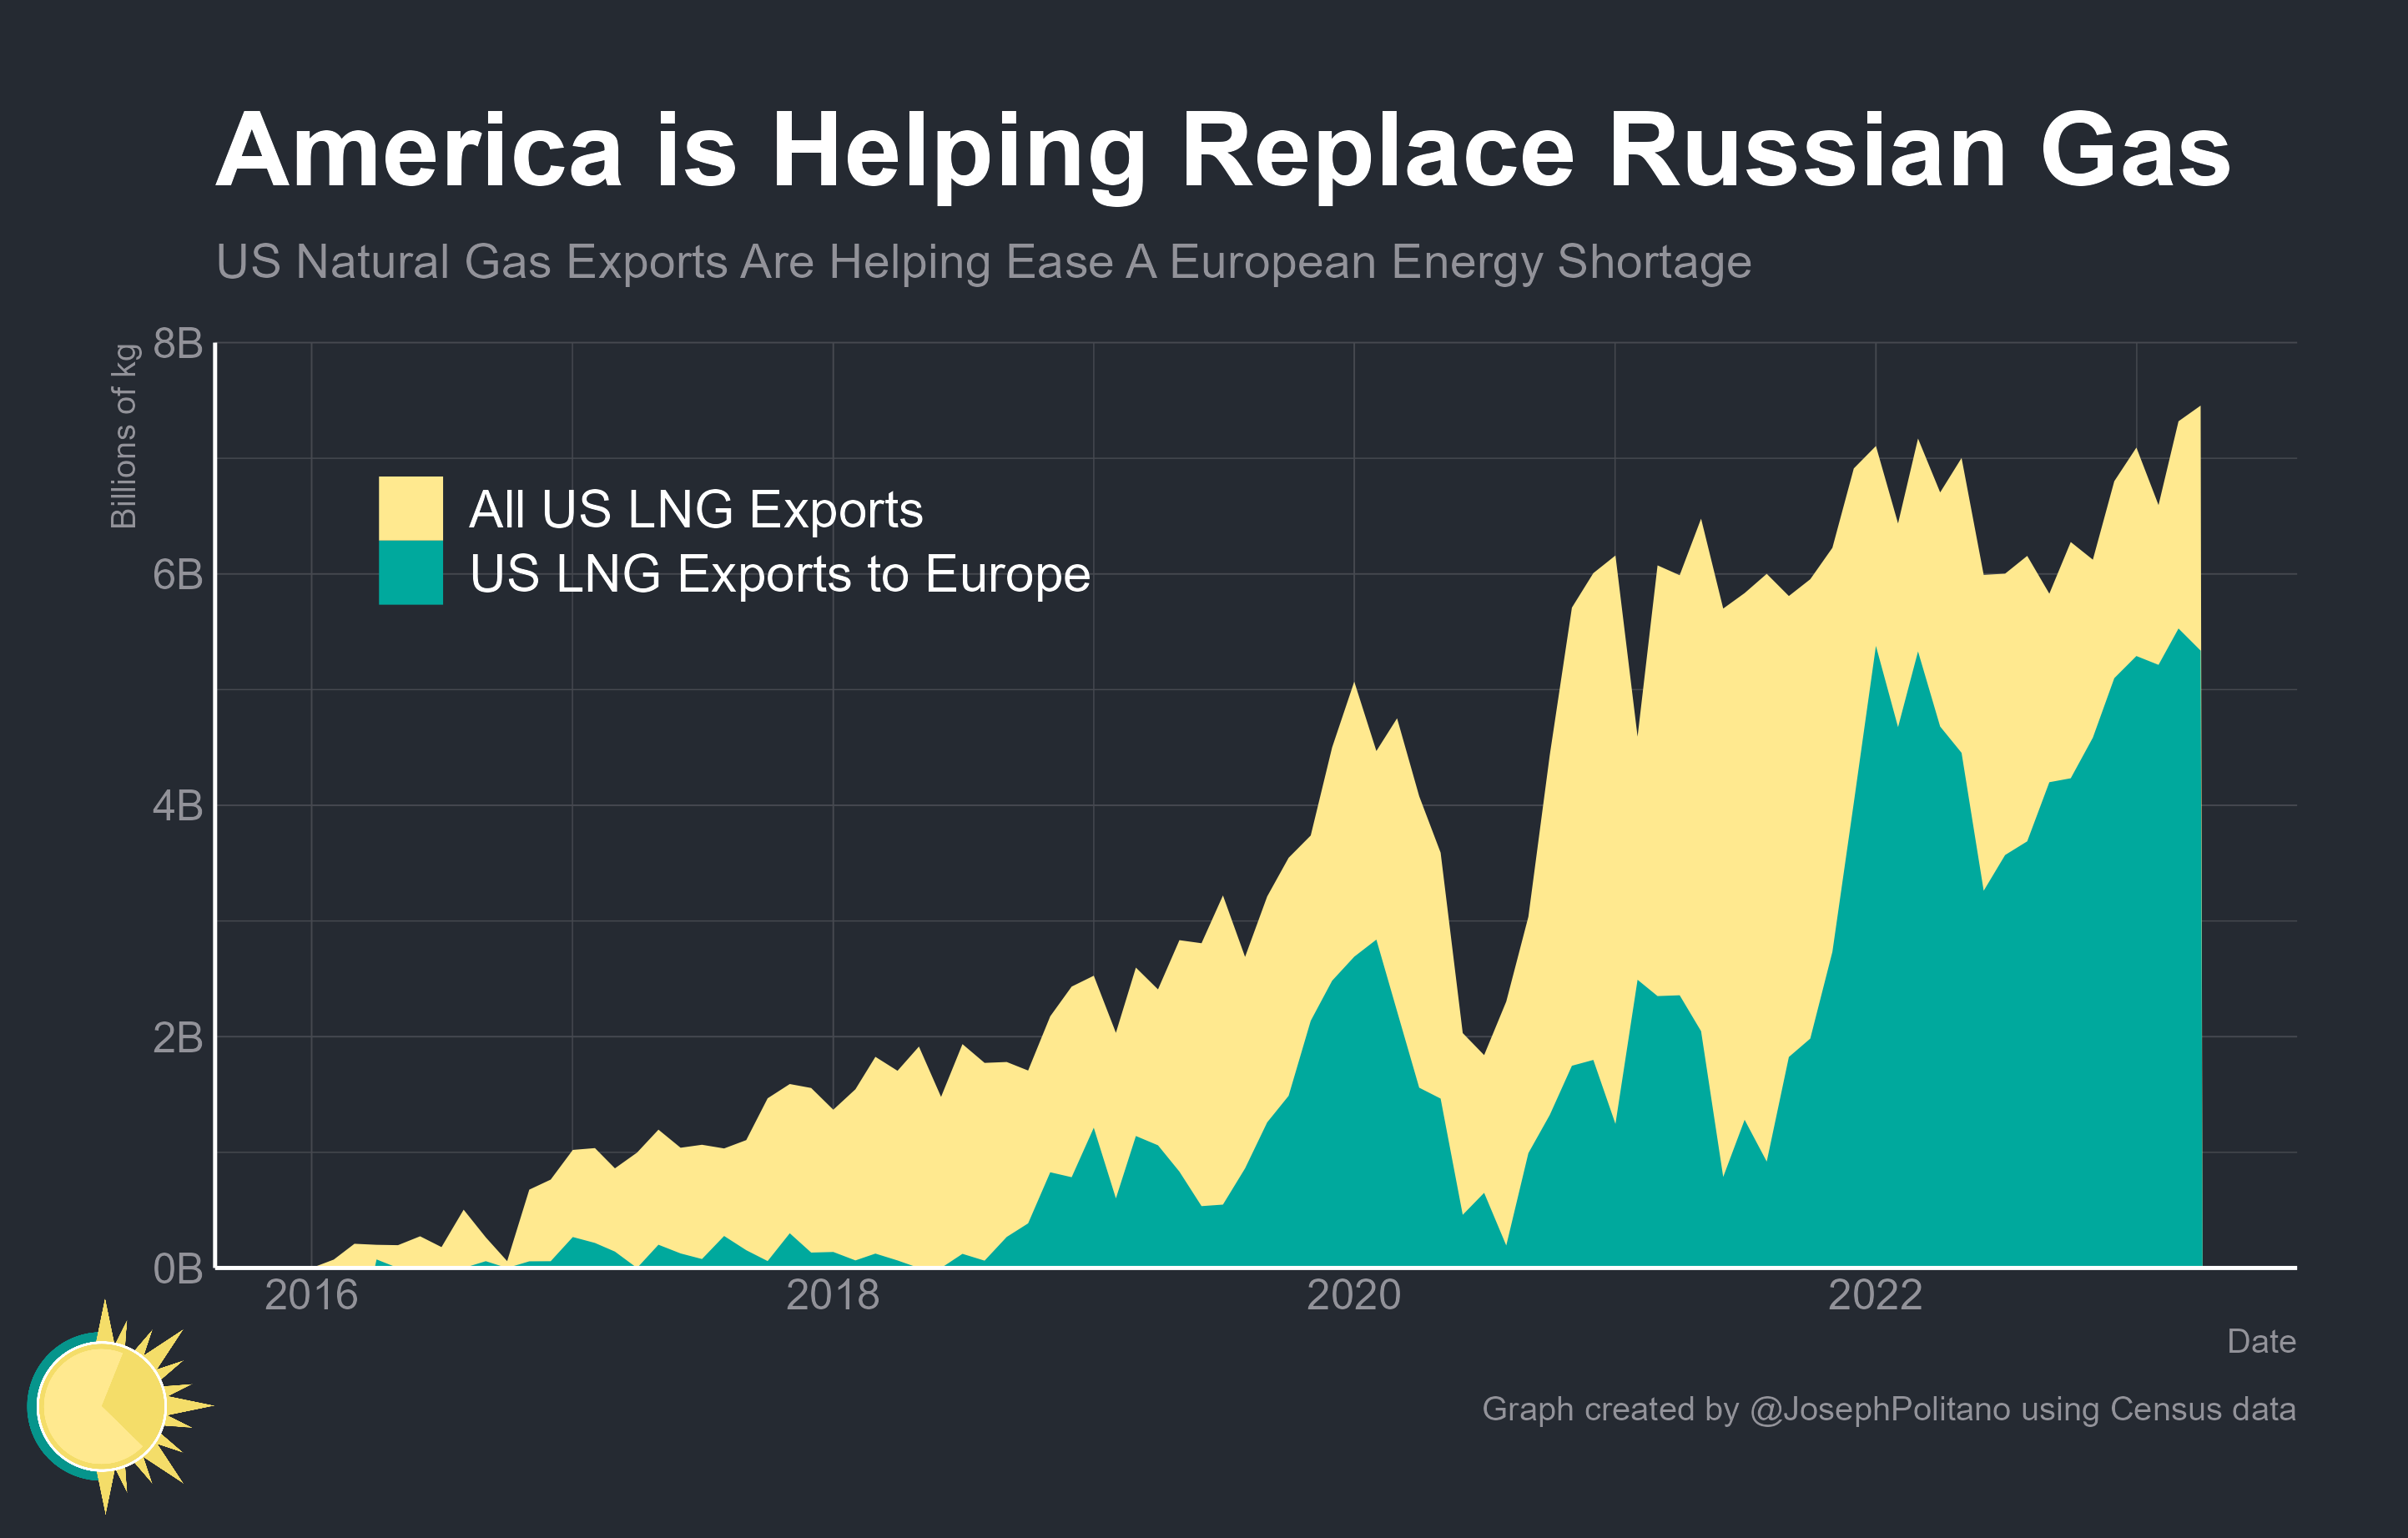 America is Helping Replace Russian Gas
US Natural Gas Exports Are Helping Ease A European Energy Shortage
Billions of kg
8B
6B
4B
2B
0B
All US LNG Exports
US LNG Exports to Europe
2016
2018
2020
2022
Date
Graph created by @JosephPolitano using Census data